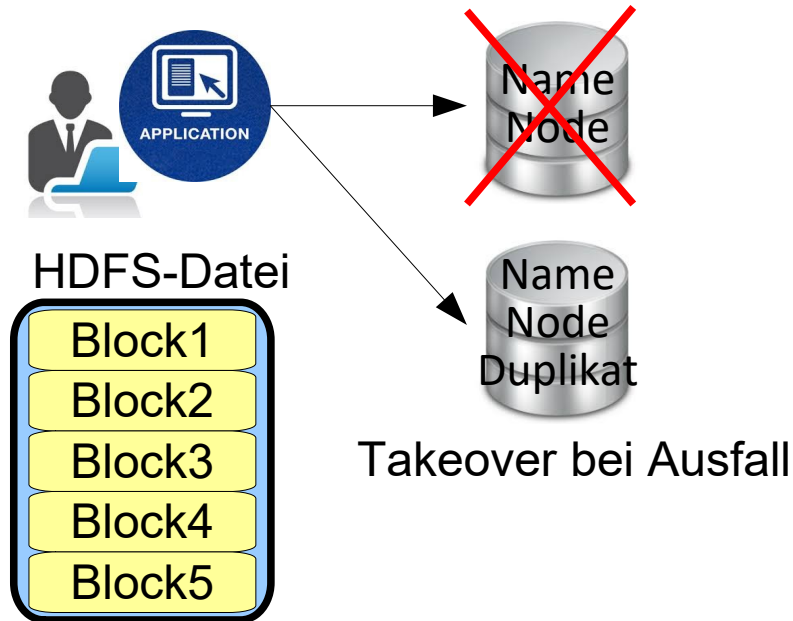 APPLICATION
Name
Node
Name
Node
Duplikat
Takeover bei Ausfall
HDFS-Datei
Block1
Block2
Block3
Block4
Block5